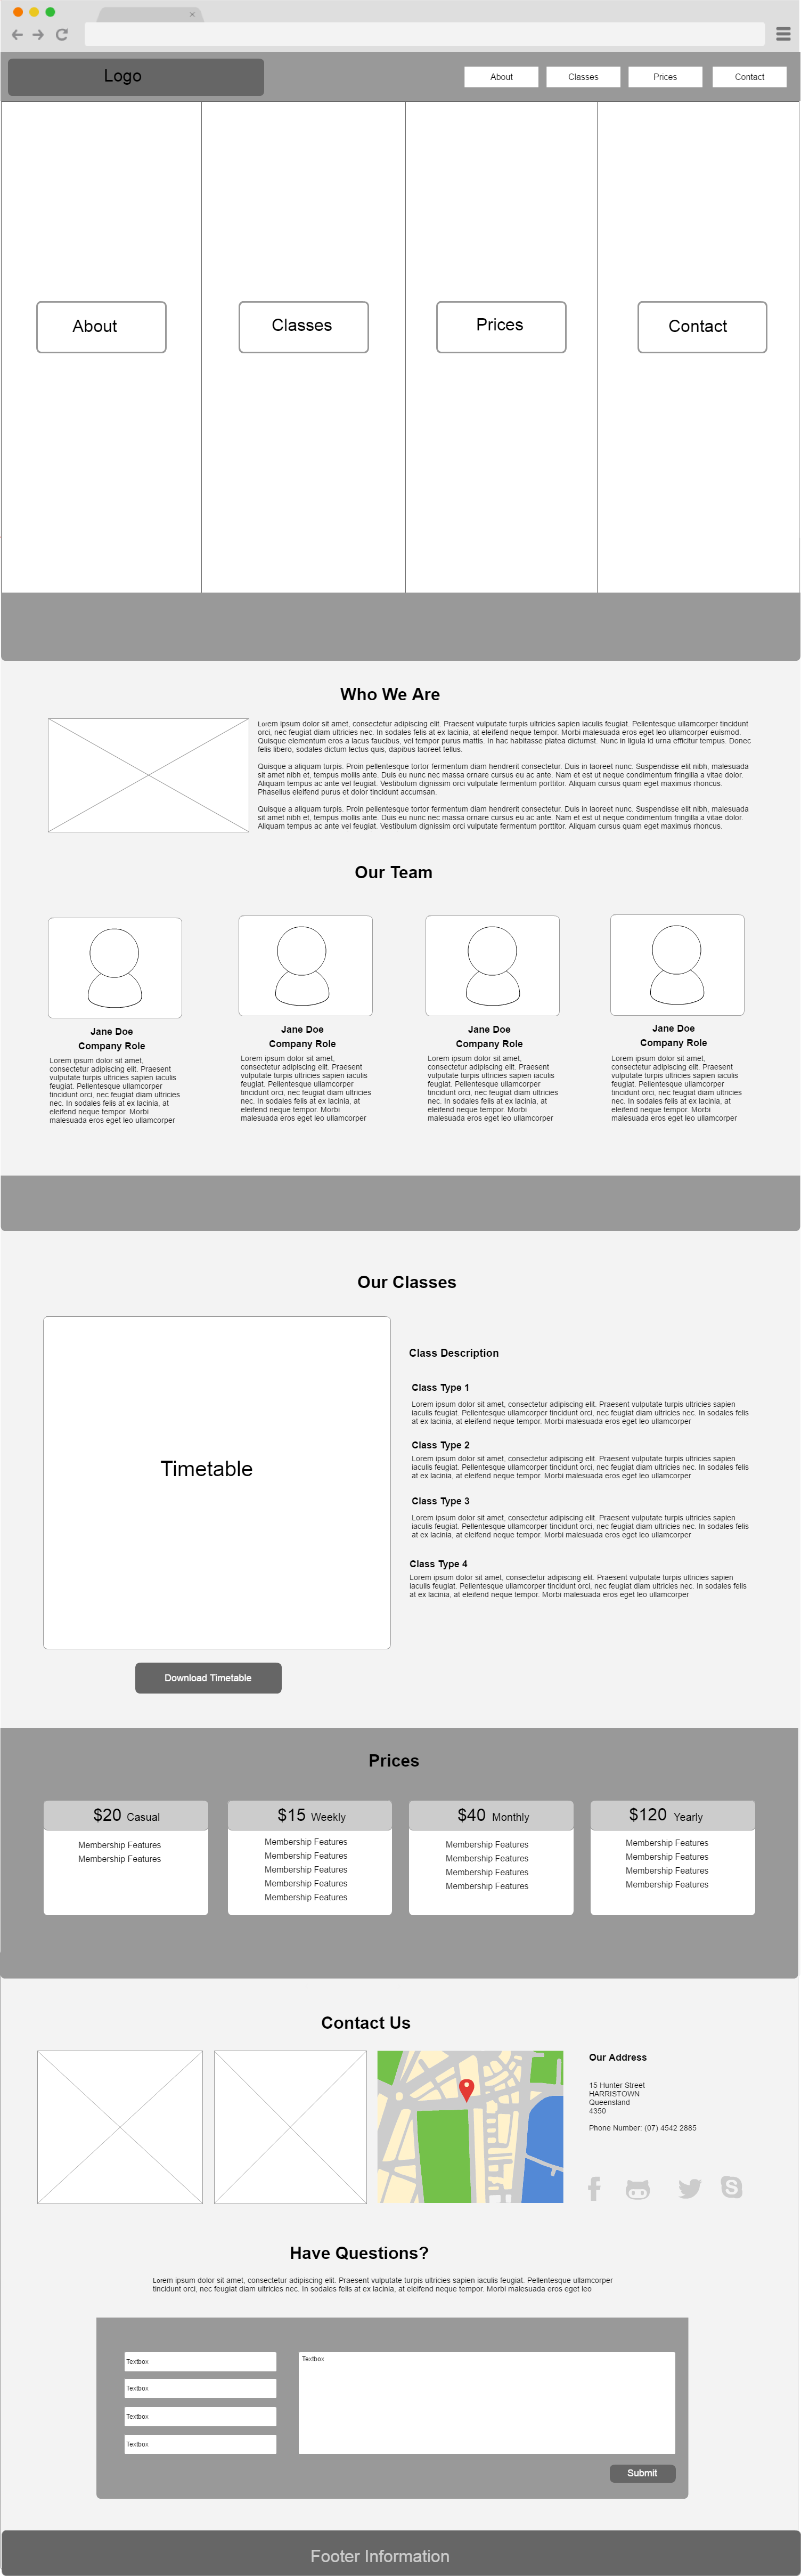 Logo
About
Classes
Prices
Contact
About
Classes
Prices
Contact
Who We Are
Lorem ipsum dolor sit amet, consectetur adipiscing elit. Praesent vulputate turpis ultricies sapien iaculis feugiat. Pellentesque ullamcorper tincidunt
orci, nec feugiat diam ultricies nec. In sodales felis at ex lacinia, at eleifend neque tempor. Morbi malesuada eros eget leo ullamcorper euismod.
Quisque elementum eros a lacus faucibus, vel tempor purus mattis. In hac habitasse platea dictumst. Nunc in ligula id urna efficitur tempus. Donec
felis libero, sodales dictum lectus quis, dapibus laoreet tellus.
Quisque a aliquam turpis. Proin pellentesque tortor fermentum diam hendrerit consectetur. Duis in laoreet nunc. Suspendisse elit nibh, malesuada
sit amet nibh et, tempus mollis ante. Duis eu nunc nec massa ornare cursus eu ac ante. Nam et est ut neque condimentum fringilla a vitae dolor.
Aliquam tempus ac ante vel feugiat. Vestibulum dignissim orci vulputate fermentum porttitor. Aliquam cursus quam eget maximus rhoncus.
Phasellus eleifend purus et dolor tincidunt accumsan.
Quisque a aliquam turpis. Proin pellentesque tortor fermentum diam hendrerit consectetur. Duis in laoreet nunc. Suspendisse elit nibh, malesuada
sit amet nibh et, tempus mollis ante. Duis eu nunc nec massa ornare cursus eu ac ante. Nam et est ut neque condimentum fringilla a vitae dolor.
Aliquam tempus ac ante vel feugiat. Vestibulum dignissim orci vulputate fermentum porttitor. Aliquam cursus quam eget maximus rhoncus.
Our Team
Jane Doe
Company Role
Lorem ipsum dolor sit amet,
consectetur adipiscing elit. Praesent
vulputate turpis ultricies sapien iaculis
feugiat. Pellentesque ullamcorper
tincidunt orci, nec feugiat diam ultricies
nec. In sodales felis at ex lacinia, at
eleifend neque tempor. Morbi
malesuada eros eget leo ullamcorper
Jane Doe
Company Role
Lorem ipsum dolor sit amet,
consectetur adipiscing elit. Praesent
vulputate turpis ultricies sapien iaculis
feugiat. Pellentesque ullamcorper
tincidunt orci, nec feugiat diam ultricies
nec. In sodales felis at ex lacinia, at
eleifend neque tempor. Morbi
malesuada eros eget leo ullamcorper
Jane Doe
Company Role
Lorem ipsum dolor sit amet,
consectetur adipiscing elit. Praesent
vulputate turpis ultricies sapien iaculis
feugiat. Pellentesque ullamcorper
tincidunt orci, nec feugiat diam ultricies
nec. In sodales felis at ex lacinia, at
eleifend neque tempor. Morbi
malesuada eros eget leo ullamcorper
Jane Doe
Company Role
Lorem ipsum dolor sit amet,
consectetur adipiscing elit. Praesent
vulputate turpis ultricies sapien iaculis
feugiat. Pellentesque ullamcorper
tincidunt orci, nec feugiat diam ultricies
nec. In sodales felis at ex lacinia, at
eleifend neque tempor. Morbi
malesuada eros eget leo ullamcorper
Our Classes
Timetable
Download Timetable
Class Description
Class Type 1
Lorem ipsum dolor sit amet, consectetur adipiscing elit. Praesent vulputate turpis ultricies sapien
iaculis feugiat. Pellentesque ullamcorper tincidunt orci, nec feugiat diam ultricies nec. In sodales felis
at ex lacinia, at eleifend neque tempor. Morbi malesuada eros eget leo ullamcorper
Class Type 2
Lorem ipsum dolor sit amet, consectetur adipiscing elit. Praesent vulputate turpis ultricies sapien
iaculis feugiat. Pellentesque ullamcorper tincidunt orci, nec feugiat diam ultricies nec. In sodales felis
at ex lacinia, at eleifend neque tempor. Morbi malesuada eros eget leo ullamcorper
Class Type 3
Lorem ipsum dolor sit amet, consectetur adipiscing elit. Praesent vulputate turpis ultricies sapien
iaculis feugiat. Pellentesque ullamcorper tincidunt orci, nec feugiat diam ultricies nec. In sodales felis
at ex lacinia, at eleifend neque tempor. Morbi malesuada eros eget leo ullamcorper
Class Type 4
Lorem ipsum dolor sit amet, consectetur adipiscing elit. Praesent vulputate turpis ultricies sapien
iaculis feugiat. Pellentesque ullamcorper tincidunt orci, nec feugiat diam ultricies nec. In sodales felis
at ex lacinia, at eleifend neque tempor. Morbi malesuada eros eget leo ullamcorper
Prices
$20 Casual
Membership Features
Membership Features
$15 Weekly
Membership Features
Membership Features
Membership Features
Membership Features
Membership Features
$40 Monthly
Membership Features
Membership Features
Membership Features
Membership Features
$120 Yearly
Membership Features
Membership Features
Membership Features
Membership Features
Contact Us
Our Address
15 Hunter Street
HARRISTOWN
Queensland
4350
Phone Number: (07) 4542 2885
Have Questions?
Lorem ipsum dolor sit amet, consectetur adipiscing elit. Praesent vulputate turpis ultricies sapien iaculis feugiat. Pellentesque ullamcorper
tincidunt orci, nec feugiat diam ultricies nec. In sodales felis at ex lacinia, at eleifend neque tempor. Morbi malesuada eros eget leo
Textbox
Textbox
Textbox
Textbox
Textbox
Submit
Footer Information